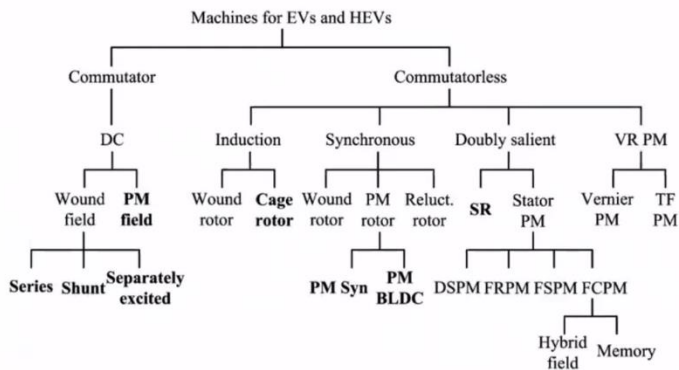 Machines for EVs and HEVs
Commutator
Commutatorless
DC
Induction
Synchronous
Doubly salient
VR PM
Wound
field
PM
field
Wound
rotor
Cage
rotor
Wound
rotor
PM
rotor
Reluct.
rotor
SR
Stator
PM
Vernier
PM
TF
PM
Series
Shunt
Separately
excited
PM Syn
PM
BLDC
DSPM
FRPM
FSPM
FCPM
Hybrid
field
Memory